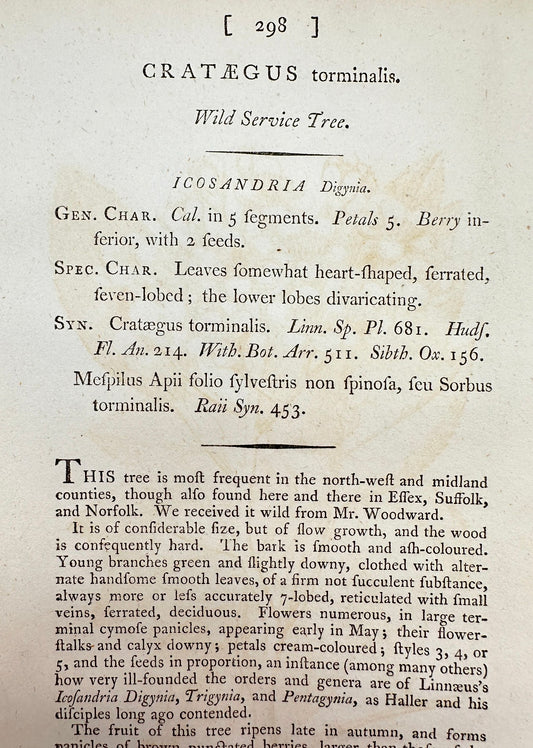 [ 298 ]
CRATÆGUS torminalis.
Wild Service Tree.
ICOSANDRIA Digynia.
GEN. CHAR. Cal. in 5 ſegments. Petals 5. Berry in-
ferior, with 2 ſeeds.
SPEC. CHAR. Leaves ſomewhat heart-ſhaped, ſerrated,
ſeven-lobed; the lower lobes divaricating.
SYN. Cratægus torminalis. Linn. Sp. Pl. 681. Hudſ.
Fl. An. 214. With. Bot. Arr. 511. Sibth. Ox. 156.
Meſpilus Apii folio ſylveſtris non ſpinoſa, ſeu Sorbus
torminalis. Raii Syn. 453.
THIS tree is moſt frequent in the north-weſt and midland
counties, though alſo found here and there in Eſſex, Suffolk,
and Norfolk. We received it wild from Mr. Woodward.
It is of conſiderable ſize, but of ſlow growth, and the wood
is conſequently hard. The bark is ſmooth and aſh-coloured.
Young branches green and ſlightly downy, clothed with alter-
nate handſome ſmooth leaves, of a firm not ſucculent ſubſtance,
always more or leſs accurately 7-lobed, reticulated with ſmall
veins, ſerrated, deciduous. Flowers numerous, in large ter-
minal cymoſe panicles, appearing early in May; their flower-
ſtalks and calyx downy; petals cream-coloured; ſtyles 3, 4, or
5, and the ſeeds in proportion, an inſtance (among many others)
how very ill-founded the orders and genera are of Linnæus's
Icoſandria Digynia, Trigynia, and Pentagynia, as Haller and his
diſciples long ago contended.
The fruit of this tree ripens late in autumn, and forms
panicles of brown punctated berries, larger than